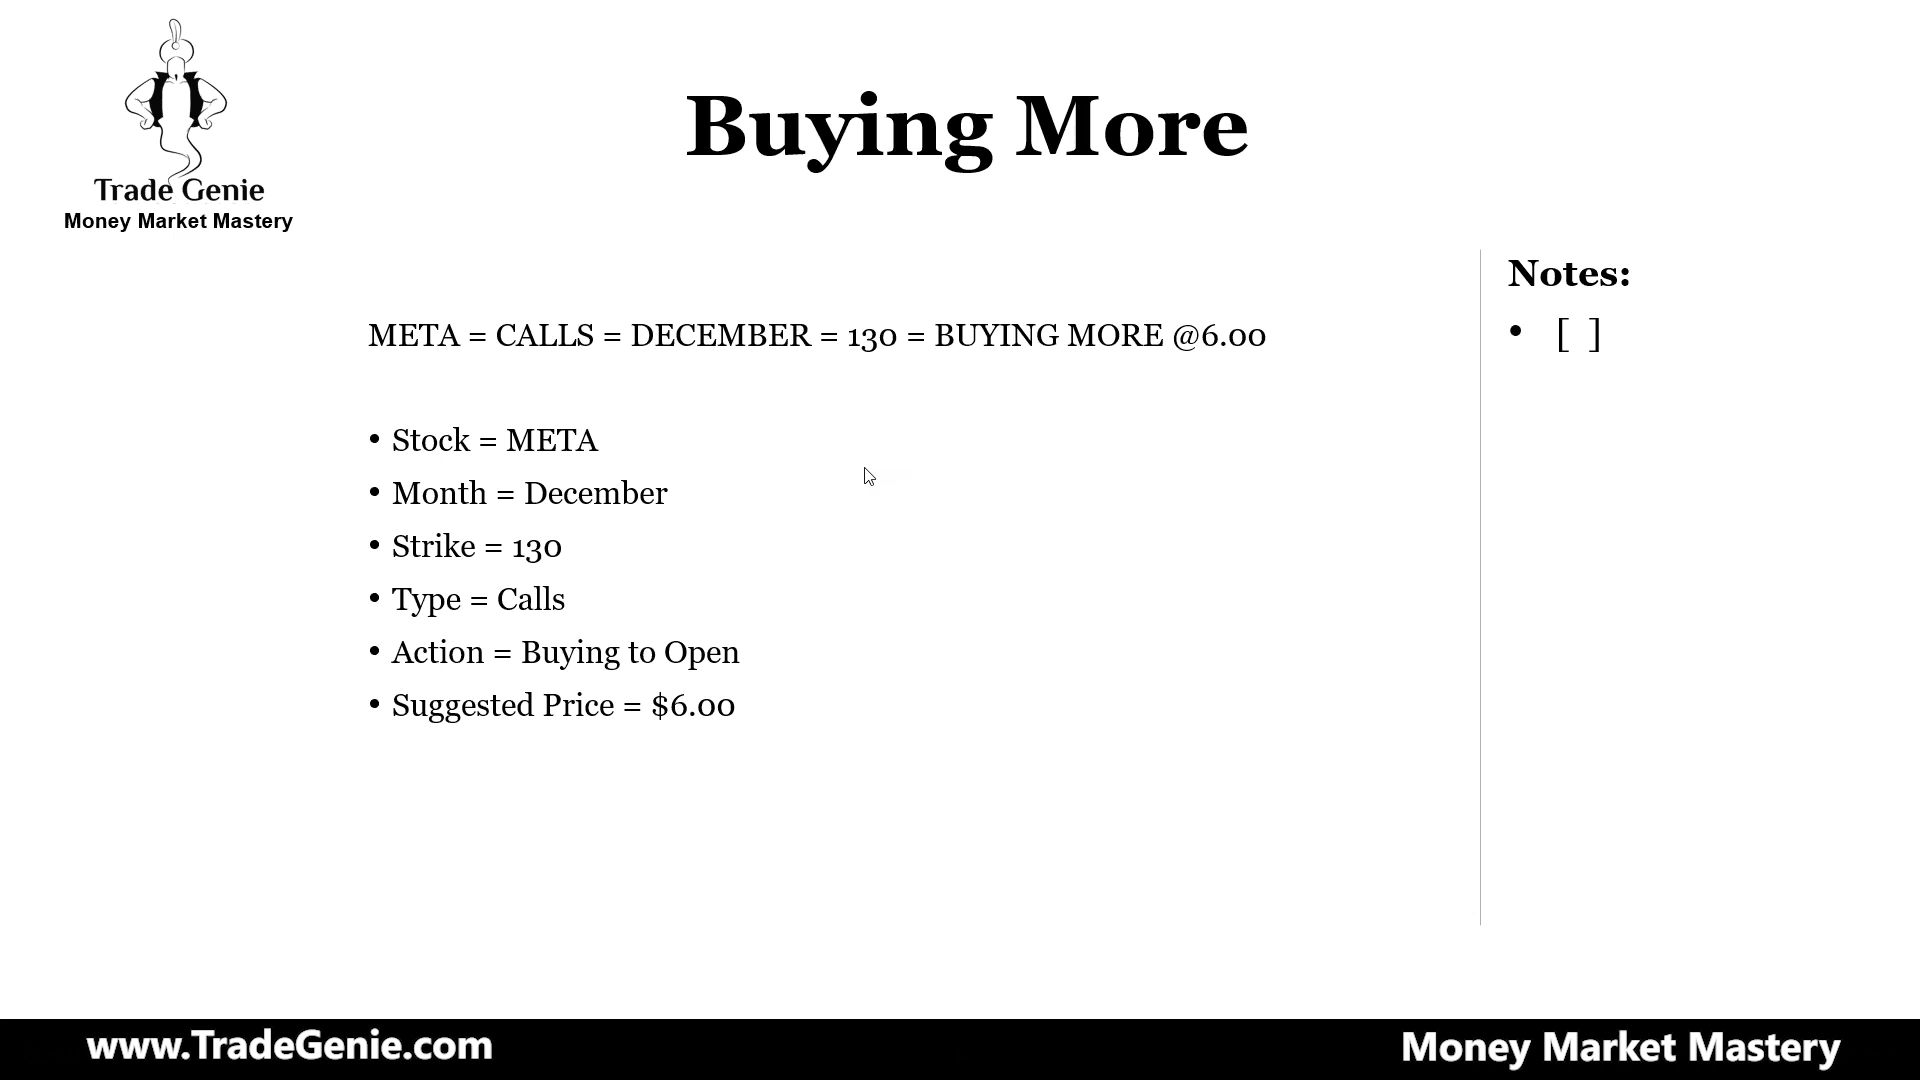 Trade Genie
Money Market Mastery
Buying More
META = CALLS = DECEMBER = 130 = BUYING MORE @6.00
• Stock = META
• Month = December
• Strike = 130
• Type = Calls
• Action = Buying to Open
• Suggested Price = $6.00
Notes:
• [ ]
www.TradeGenie.com
Money Market Mastery